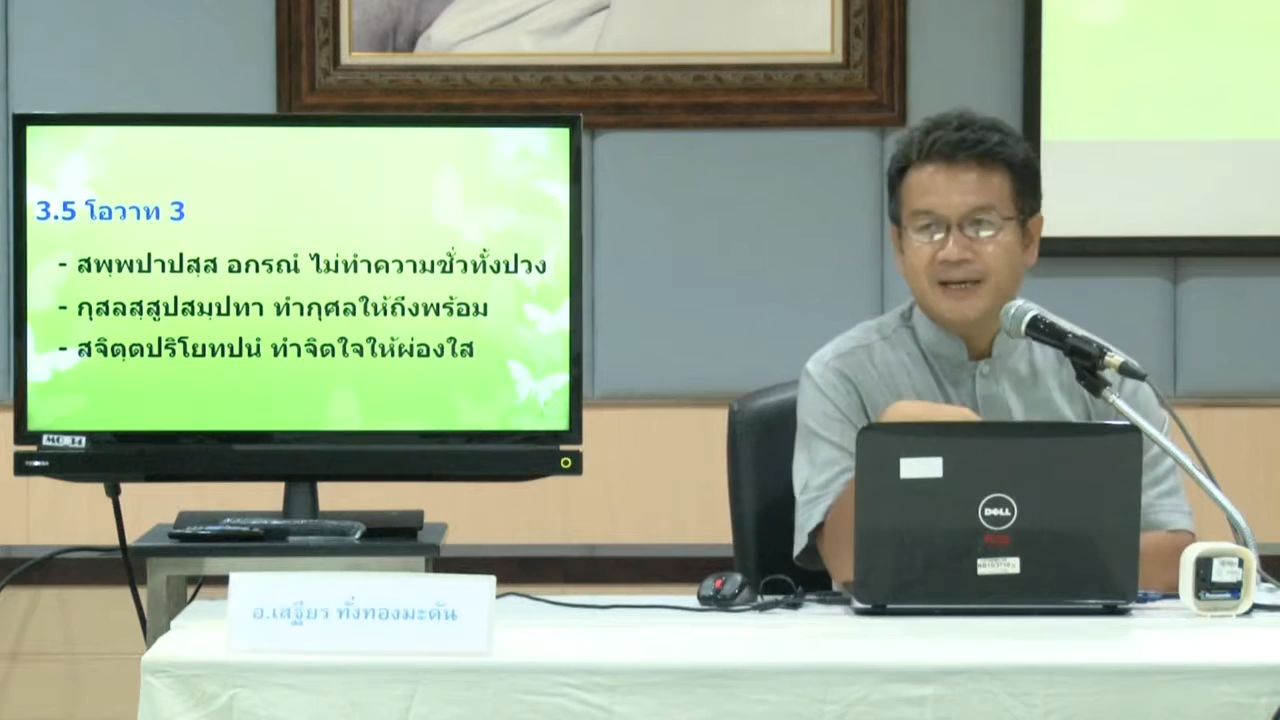 3.5 โอวาท 3
- สพฺพปาปสฺส อกรณํ ไม่ทำความชั่วทั้งปวง
- กุสลสฺสูปสมฺปทา ทำกุศลให้ถึงพร้อม
- สจิตฺตปริโยทปนํ ทำจิตใจให้ผ่องใส
MO 34
TOSHIBA
อ.เสฐียร ทั่งทองมะดัน
DELL
Panasonic